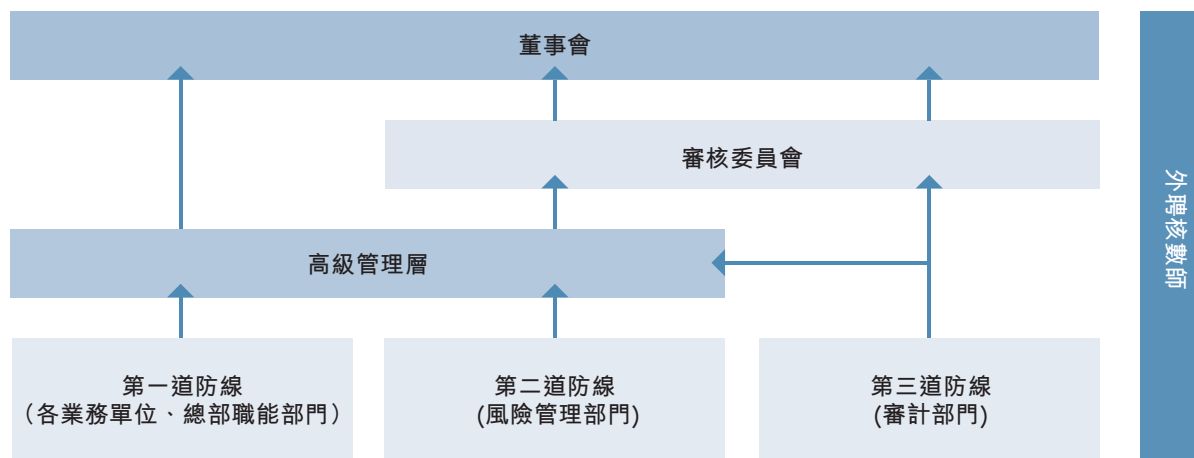 董事會
審核委員會
高級管理層
第一道防線
（各業務單位、總部職能部門）
第二道防線
(風險管理部門)
第三道防線
(審計部門)
外聘核數師